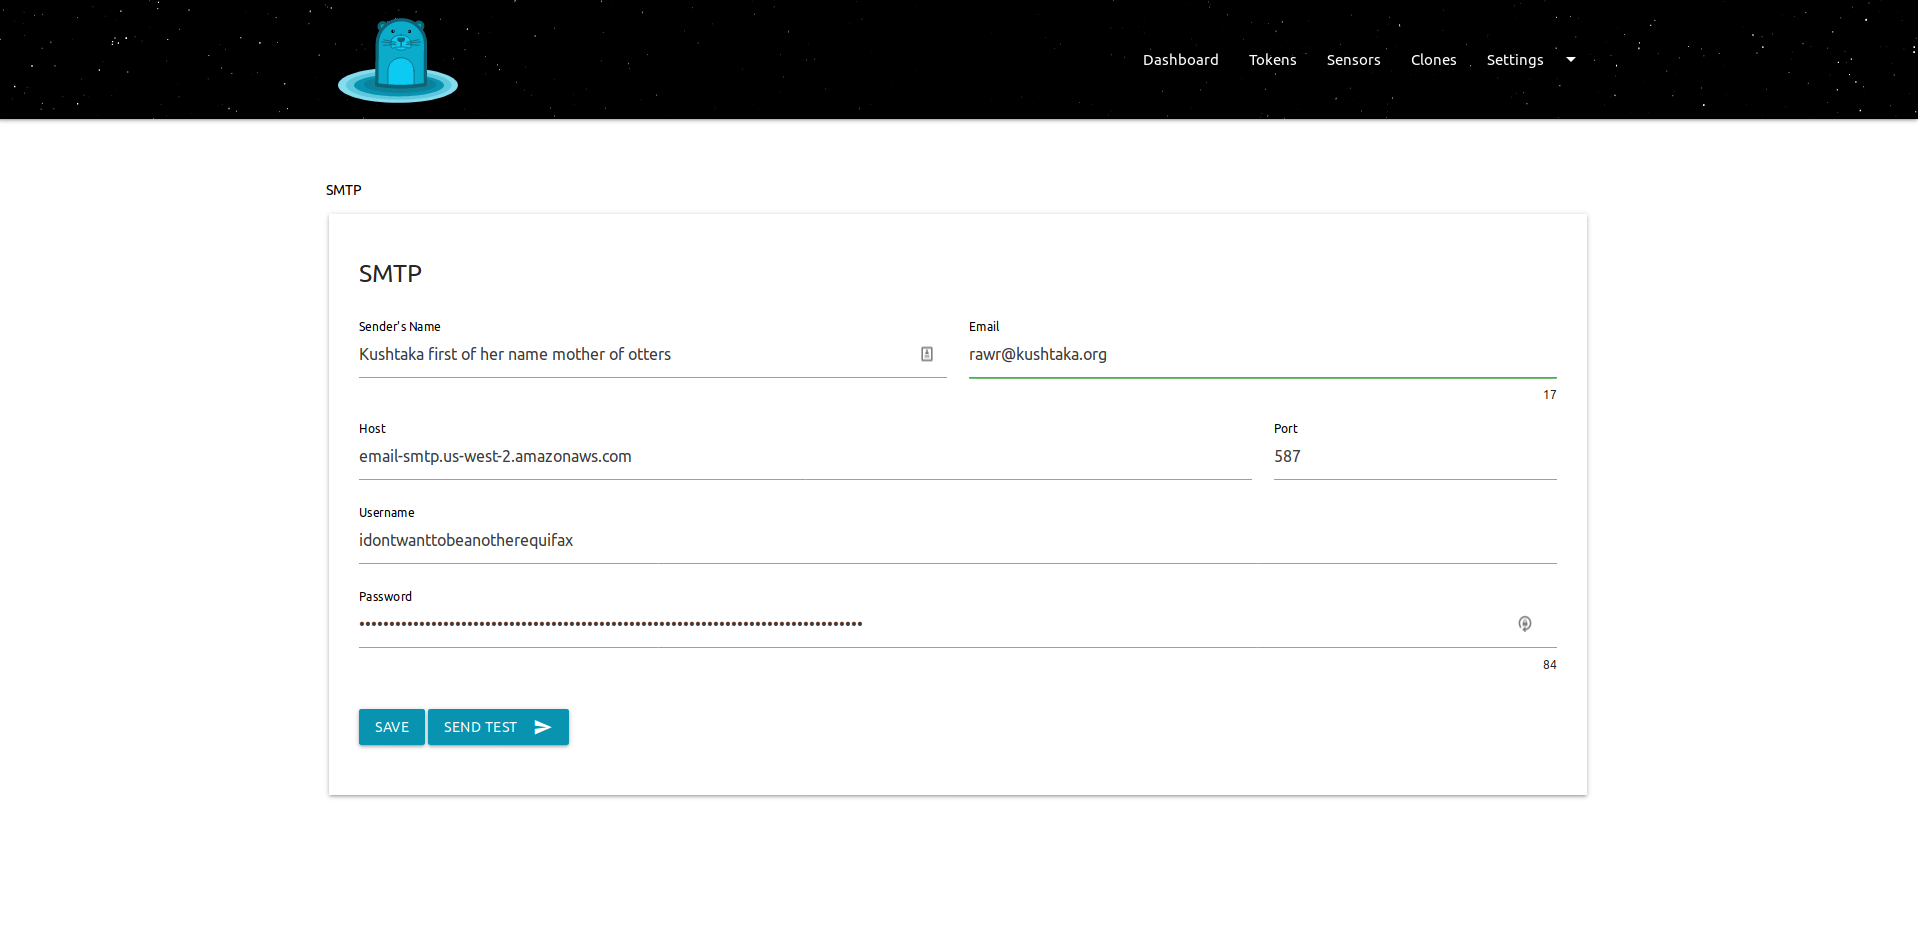 Dashboard Tokens Sensors Clones Settings
SMTP
SMTP
Sender's Name Email
Kushtaka first of her name mother of otters rawr@kushtaka.org
17
Host Port
email-smtp.us-west-2.amazonaws.com 587
Username
idontwanttobeanotherequifax
Password
••••••••••••••••••••••••••••••••••••••••••••••••••••••••••••••••••••••••••••••••••••
84
SAVE SEND TEST